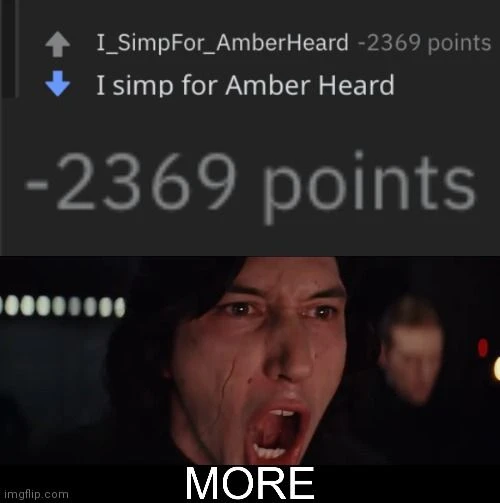 I_SimpFor_AmberHeard -2369 points
I simp for Amber Heard
-2369 points
MORE
imgflip.com